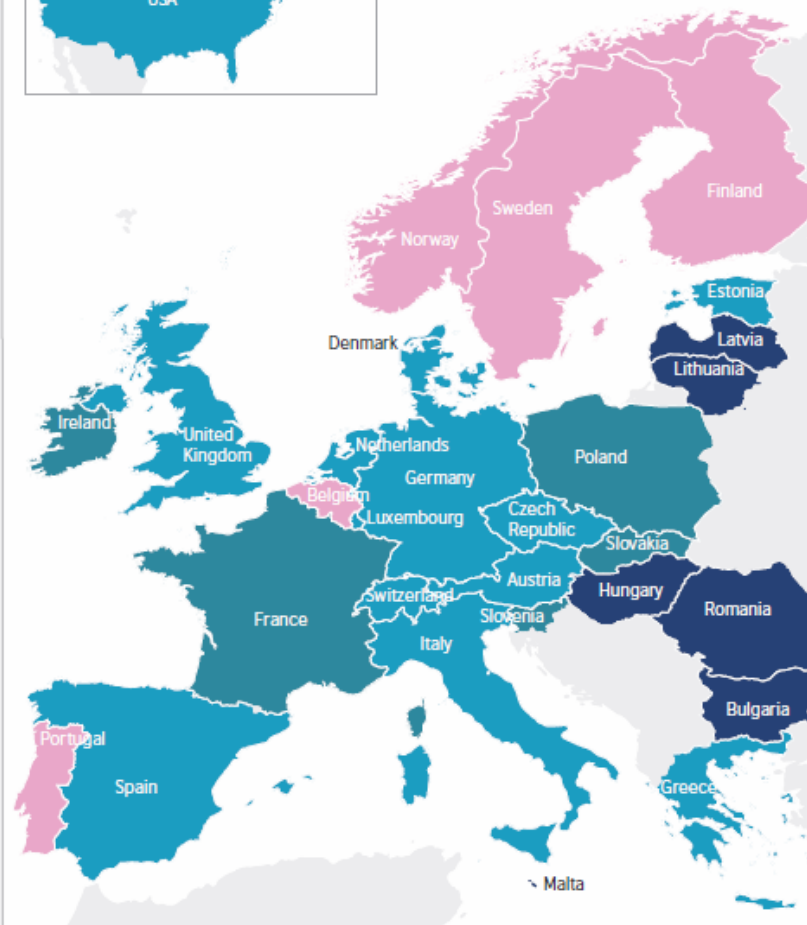 USA
Finland
Sweden
Norway
Estonia
Denmark
Latvia
Lithuania
Ireland
United
Kingdom
Netherlands
Poland
Germany
Belgium
Luxembourg
Czech
Republic
Slovakia
Austria
Hungary
Switzerland
Romania
Slovenia
France
Italy
Bulgaria
Portugal
Spain
Greece
Malta